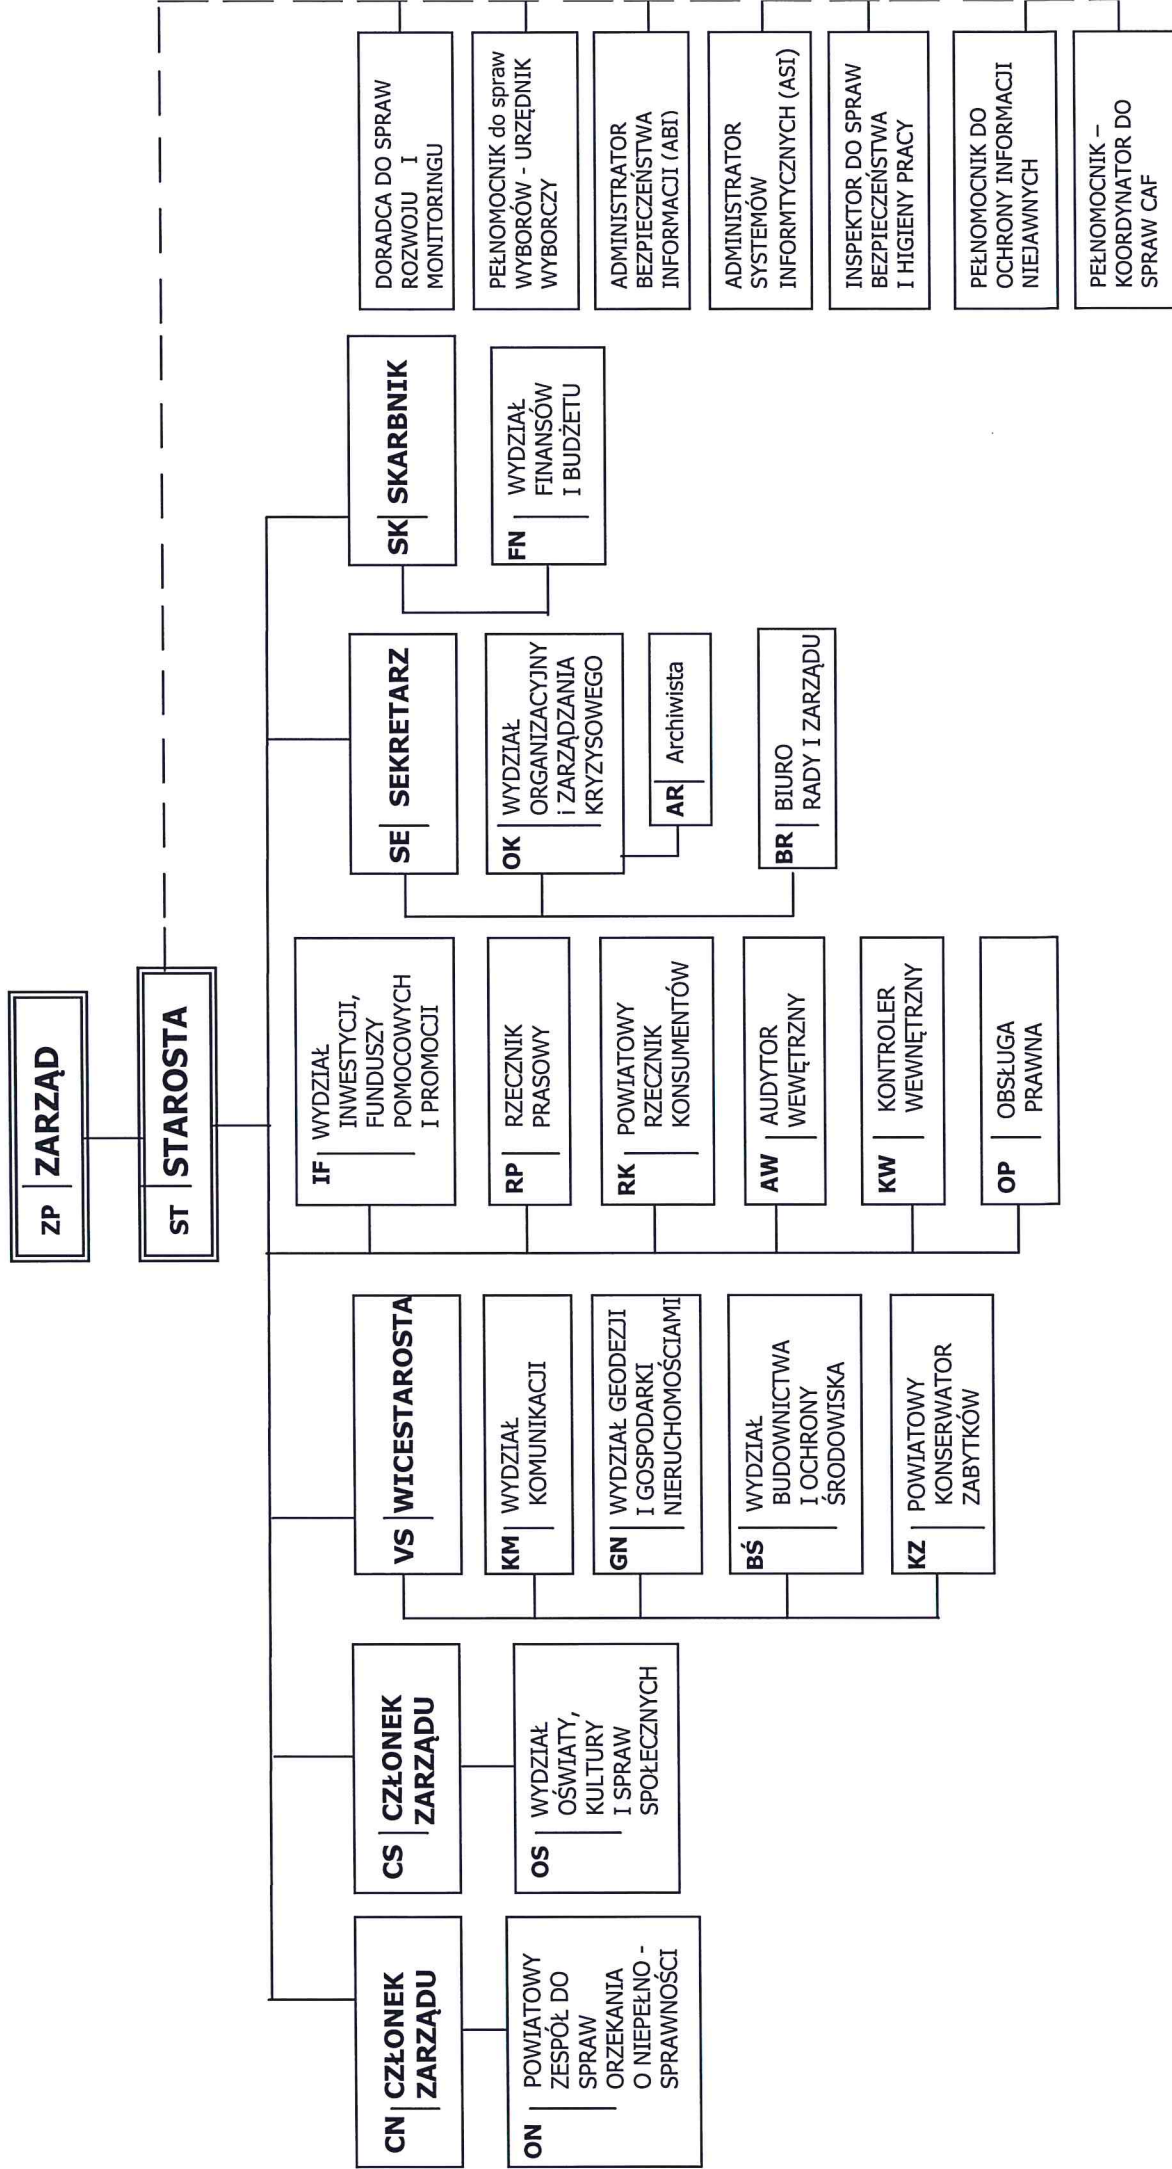 ZP ZARZĄD
ST STAROSTA
CN CZŁONEK
ZARZĄDU
ON POWIATOWY
ZESPÓŁ DO
SPRAW
ORZEKANIA
O NIEPEŁNO -
SPRAWNOŚCI
CS CZŁONEK
ZARZĄDU
OS WYDZIAŁ
OŚWIATY,
KULTURY
I SPRAW
SPOŁECZNYCH
VS WICESTAROSTA
KM WYDZIAŁ
KOMUNIKACJI
GN WYDZIAŁ GEODEZJI
I GOSPODARKI
NIERUCHOMOŚCIAMI
BŚ WYDZIAŁ
BUDOWNICTWA
I OCHRONY
ŚRODOWISKA
KZ POWIATOWY
KONSERWATOR
ZABYTKÓW
IF WYDZIAŁ
INWESTYCJI,
FUNDUSZY
POMOCOWYCH
I PROMOCJI
RP RZECZNIK
PRASOWY
RK POWIATOWY
RZECZNIK
KONSUMENTÓW
AW AUDYTOR
WEWĘTRZNY
KW KONTROLER
WEWNĘTRZNY
OP OBSŁUGA
PRAWNA
SE SEKRETARZ
OK WYDZIAŁ
ORGANIZACYJNY
i ZARZĄDZANIA
KRYZYSOWEGO
AR Archiwista
BR BIURO
RADY I ZARZĄDU
SK SKARBNIK
FN WYDZIAŁ
FINANSÓW
I BUDŻETU
DORADCA DO SPRAW
ROZWOJU I
MONITORINGU
PEŁNOMOCNIK do spraw
WYBORÓW - URZĘDNIK
WYBORCZY
ADMINISTRATOR
BEZPIECZEŃSTWA
INFORMACJI (ABI)
ADMINISTRATOR
SYSTEMÓW
INFORMTYCZNYCH (ASI)
INSPEKTOR DO SPRAW
BEZPIECZEŃSTWA
I HIGIENY PRACY
PEŁNOMOCNIK DO
OCHRONY INFORMACJI
NIEJAWNYCH
PEŁNOMOCNIK –
KOORDYNATOR DO
SPRAW CAF